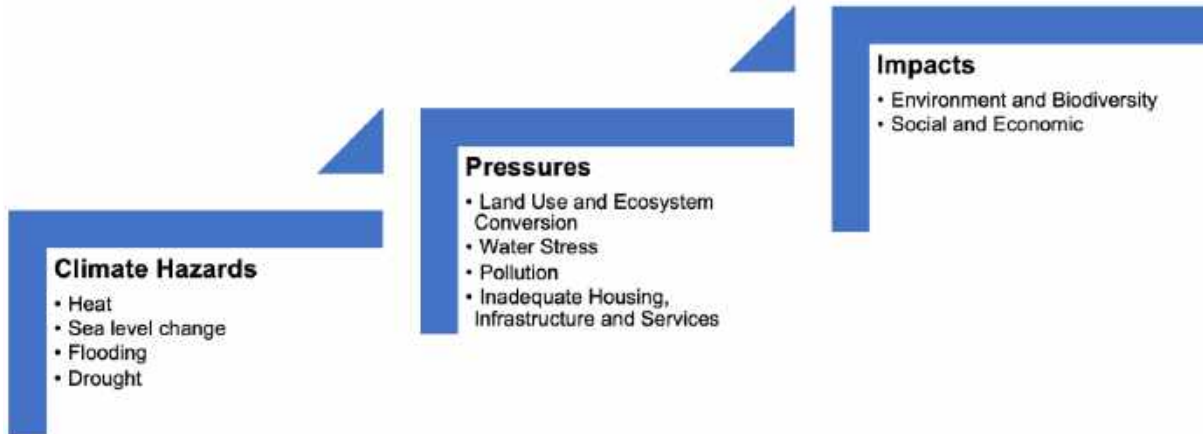 Climate Hazards
• Heat
• Sea level change
• Flooding
• Drought
Pressures
• Land Use and Ecosystem
Conversion
• Water Stress
• Pollution
• Inadequate Housing,
Infrastructure and Services
Impacts
• Environment and Biodiversity
• Social and Economic